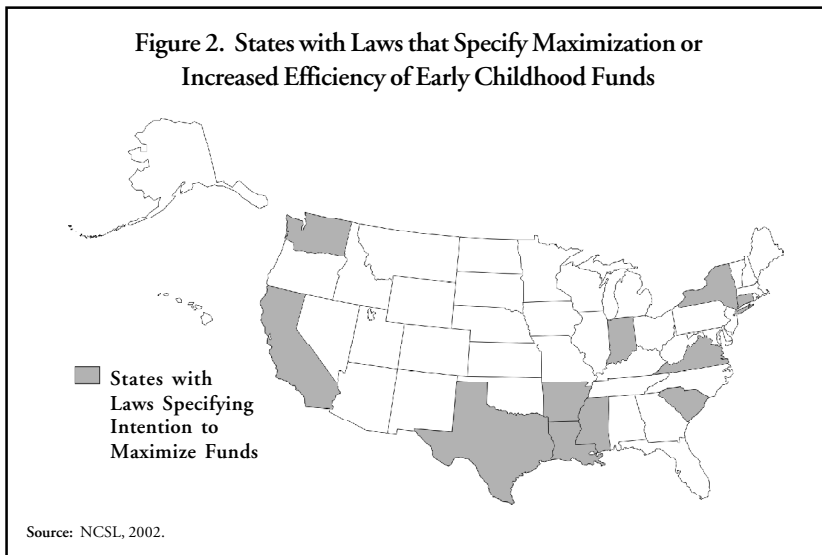 Figure 2. States with Laws that Specify Maximization or
Increased Efficiency of Early Childhood Funds
States with
Laws Specifying
Intention to
Maximize Funds
Source: NCSL, 2002.